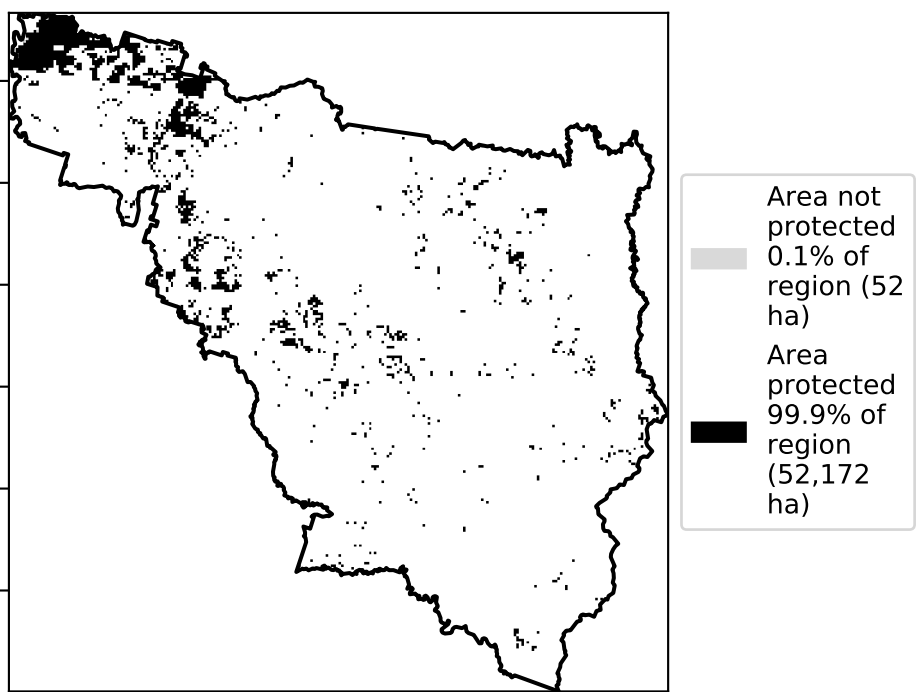 Area not
protected
0.1% of
region (52
ha)
Area
protected
99.9% of
region
(52,172
ha)